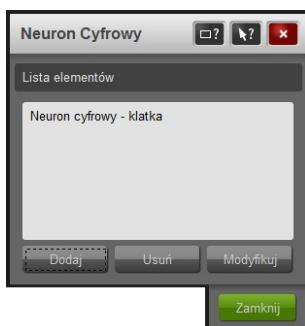 Neuron Cyfrowy
Lista elementów
Neuron cyfrowy - klatka
Dodaj Usuń Modyfikuj
Zamknij